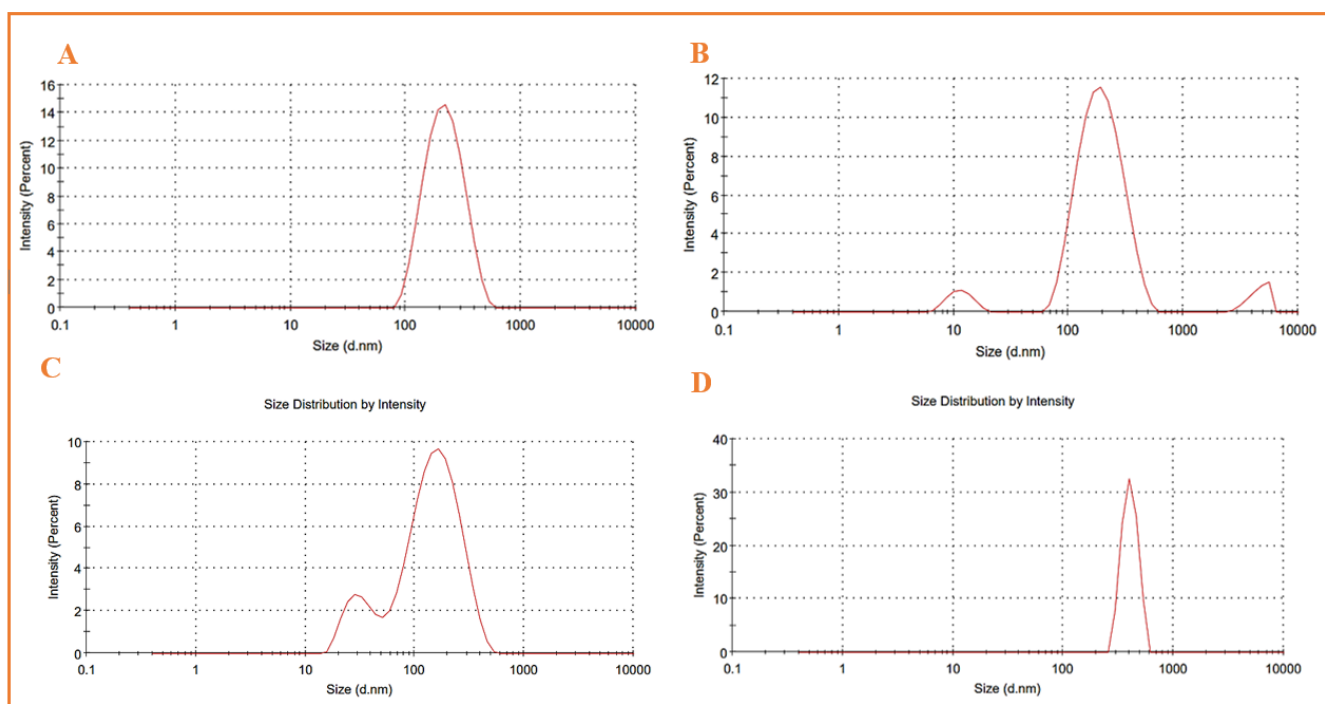 A
16
14
12
10
8
6
4
2
0
Intensity (Percent)
0.1 1 10 100 1000 10000
Size (d.nm)
B
12
10
8
6
4
2
0
Intensity (Percent)
0.1 1 10 100 1000 10000
Size (d.nm)
C
Size Distribution by Intensity
10
8
6
4
2
0
Intensity (Percent)
0.1 1 10 100 1000 10000
Size (d.nm)
D
Size Distribution by Intensity
40
30
20
10
0
Intensity (Percent)
0.1 1 10 100 1000 10000
Size (d.nm)